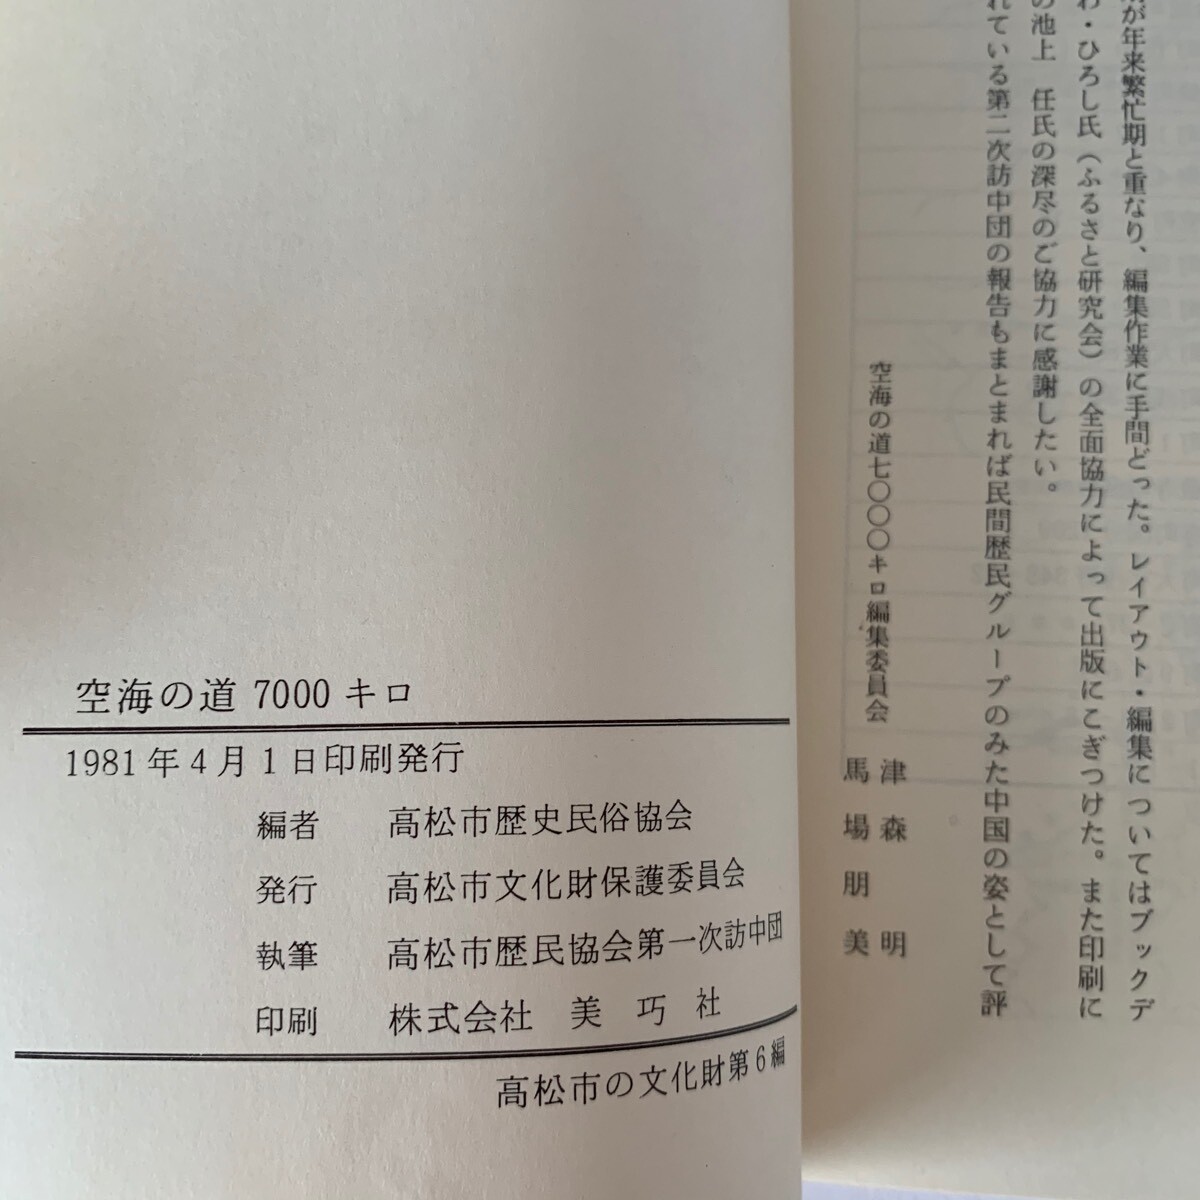 が年来繁忙期と重なり、編集作業に手間どった。レイアウト・編集についてはブックデ
わ・ひろし氏（ふるさと研究会）の全面協力によって出版にこぎつけた。また印刷に
の池上　任氏の深尽のご協力に感謝したい。
れている第二次訪中団の報告もまとまれば民間歴民グループのみた中国の姿として評
空海の道七〇〇〇キロ編集委員会
津森　明
馬場朋美
空海の道 7000 キロ
1981年4月1日印刷発行
編者　高松市歴史民俗協会
発行　高松市文化財保護委員会
執筆　高松市歴民協会第一次訪中団
印刷　株式会社　美巧社
高松市の文化財第6編